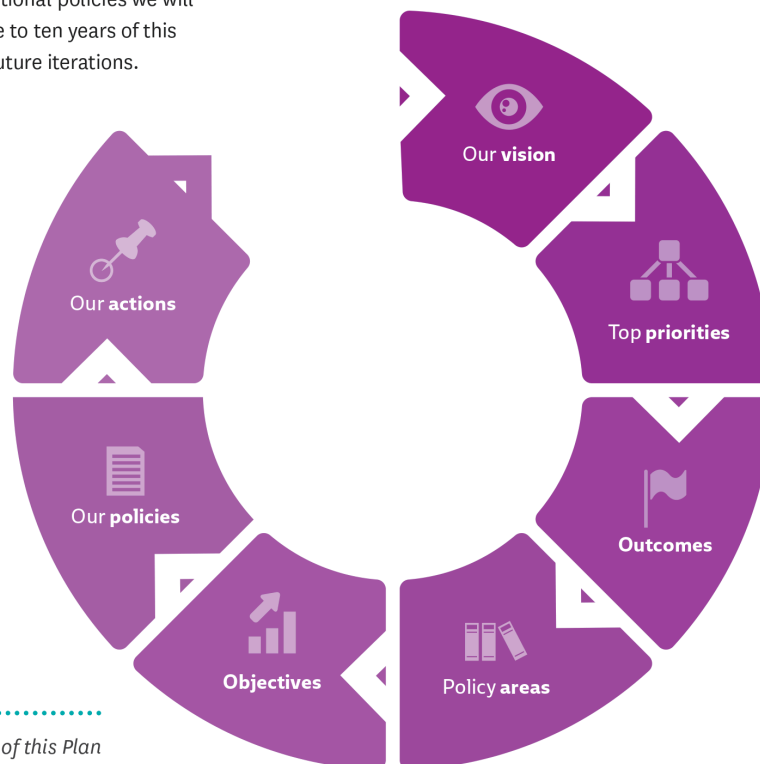 tional policies we will
e to ten years of this
uture iterations.
Our vision
Top priorities
Outcomes
Policy areas
Objectives
Our policies
Our actions
of this Plan